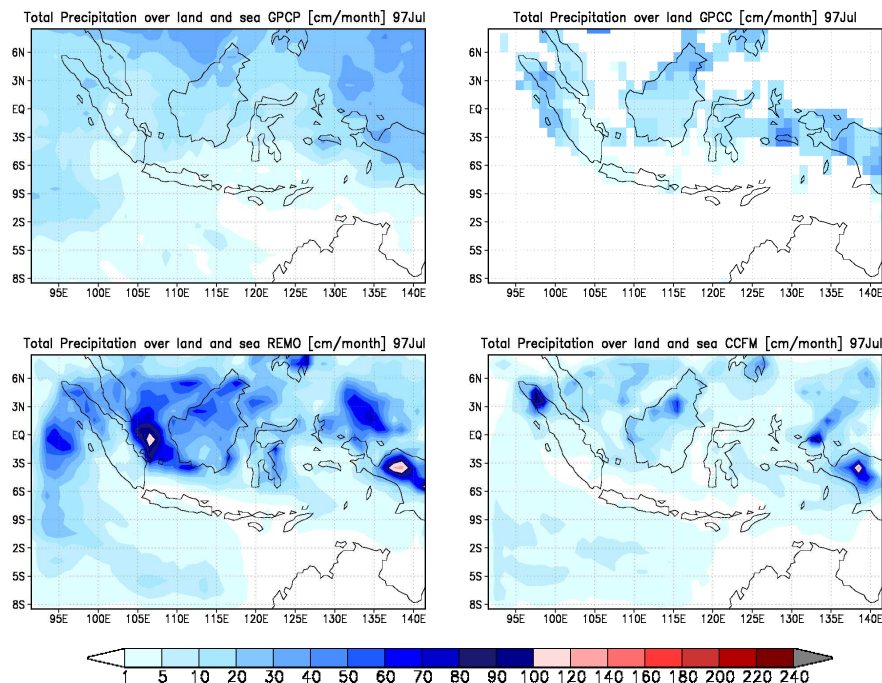 Total Precipitation over land and sea GPCP [cm/month] 97Jul
Total Precipitation over land GPCC [cm/month] 97Jul
6N
3N
EQ
3S
6S
9S
2S
5S
8S
95E 100E 105E 110E 115E 120E 125E 130E 135E 140E
6N
3N
EQ
3S
6S
9S
2S
5S
8S
95E 100E 105E 110E 115E 120E 125E 130E 135E 140E
Total Precipitation over land and sea REMO [cm/month] 97Jul
Total Precipitation over land and sea CCFM [cm/month] 97Jul
6N
3N
EQ
3S
6S
9S
2S
5S
8S
95E 100E 105E 110E 115E 120E 125E 130E 135E 140E
6N
3N
EQ
3S
6S
9S
2S
5S
8S
95E 100E 105E 110E 115E 120E 125E 130E 135E 140E
1 5 10 20 30 40 50 60 70 80 90 100 120 140 160 180 200 220 240